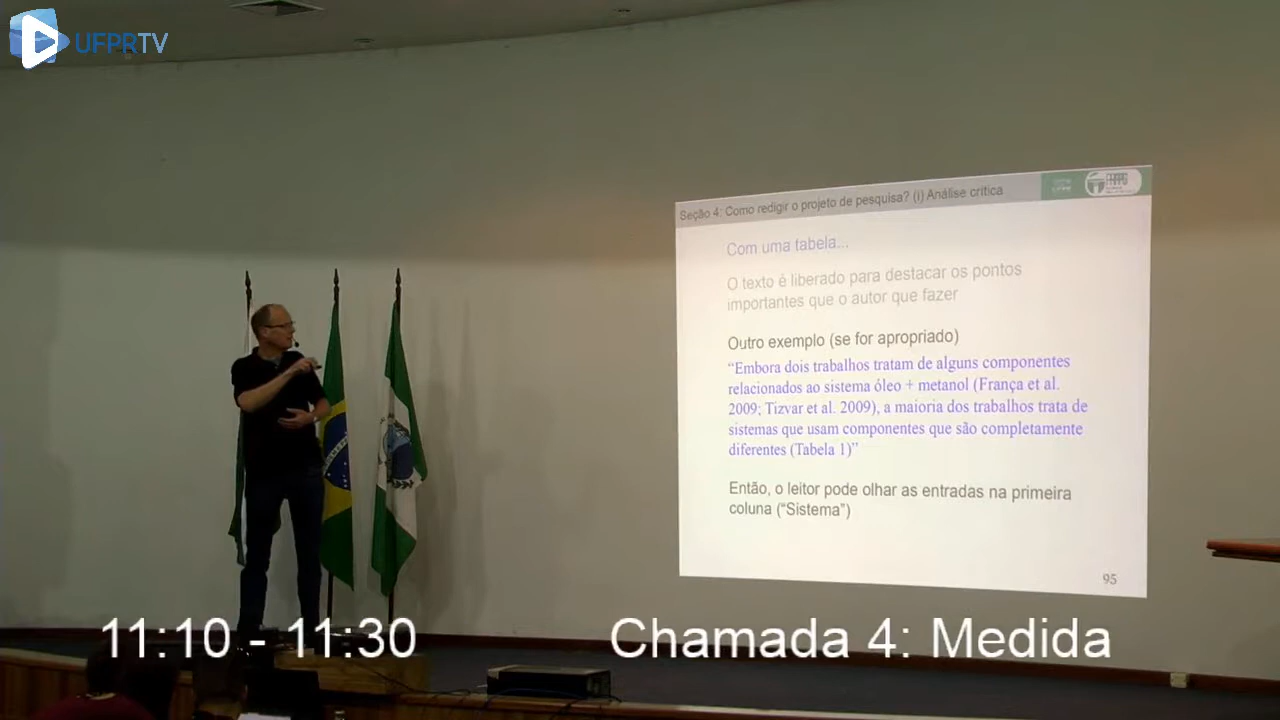 UFPRTV
Seção 4: Como redigir o projeto de pesquisa? (i) Análise crítica
Com uma tabela...
O texto é liberado para destacar os pontos
importantes que o autor que fazer
Outro exemplo (se for apropriado)
“Embora dois trabalhos tratam de alguns componentes
relacionados ao sistema óleo + metanol (França et al.
2009; Tizvar et al. 2009), a maioria dos trabalhos trata de
sistemas que usam componentes que são completamente
diferentes (Tabela 1)”
Então, o leitor pode olhar as entradas na primeira
coluna (“Sistema”)
95
11:10 - 11:30
Chamada 4: Medida